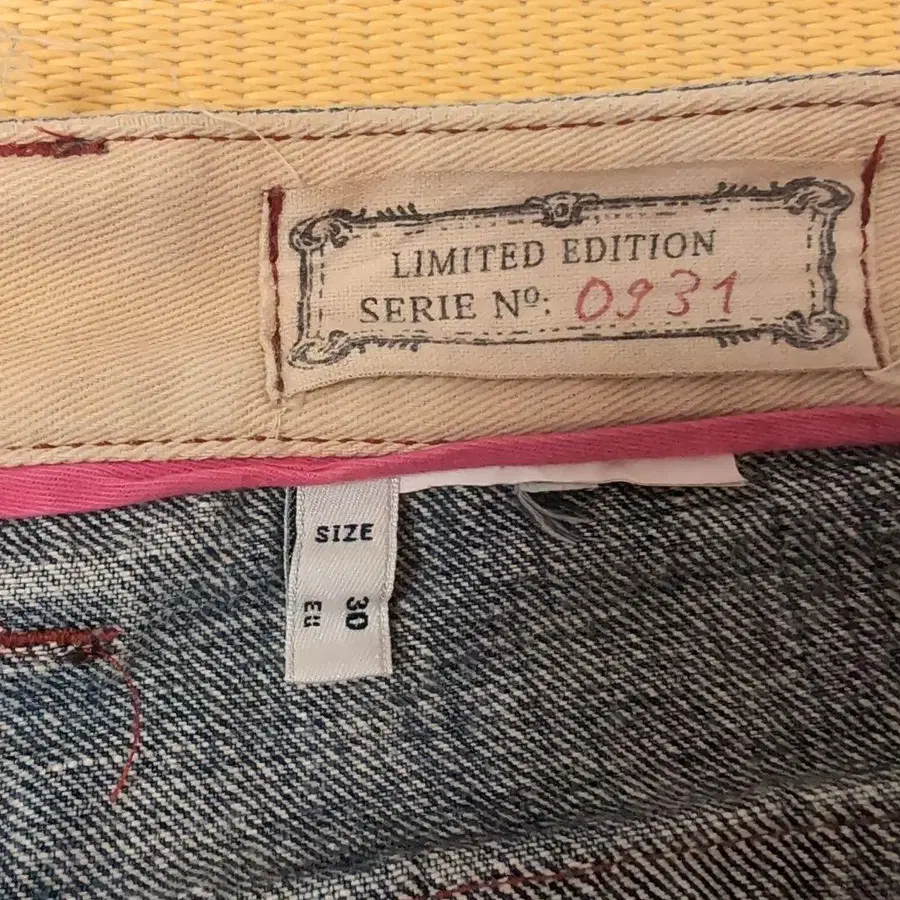 LIMITED EDITION
SERIE Nº: 0931
SIZE
30
EU